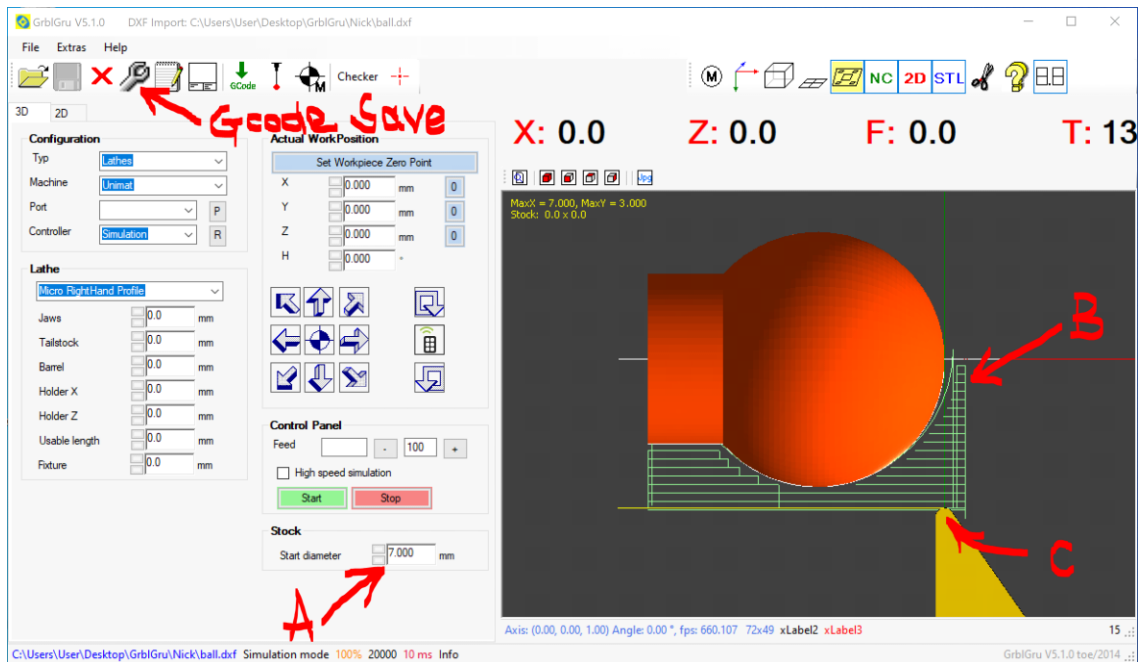 GrblGru V5.1.0 DXF Import: C:\Users\User\Desktop\GrblGru\Nick\ball.dxf
File Extras Help
GCode M Checker M NC 2D STL
Gcode Save
3D 2D
X: 0.0 Z: 0.0 F: 0.0 T: 13
Configuration
Typ Lathes
Machine Unimat
Port P
Controller Simulation R
Lathe
Micro RightHand Profile
Jaws 0.0 mm
Tailstock 0.0 mm
Barrel 0.0 mm
Holder X 0.0 mm
Holder Z 0.0 mm
Usable length 0.0 mm
Fixture 0.0 mm
Actual WorkPosition
Set Workpiece Zero Point
X 0.000 mm 0
Y 0.000 mm 0
Z 0.000 mm 0
H 0.000 °
Control Panel
Feed - 100 +
High speed simulation
Start Stop
Stock
Start diameter 7.000 mm
A
Jpg
MaxX = 7.000, MaxY = 3.000
Stock: 0.0 x 0.0
B
C
Axis: (0.00, 0.00, 1.00) Angle: 0.00 °, fps: 660.107 72x49 xLabel2 xLabel3 15
C:\Users\User\Desktop\GrblGru\Nick\ball.dxf Simulation mode 100% 20000 10 ms Info GrblGru V5.1.0 toe/2014